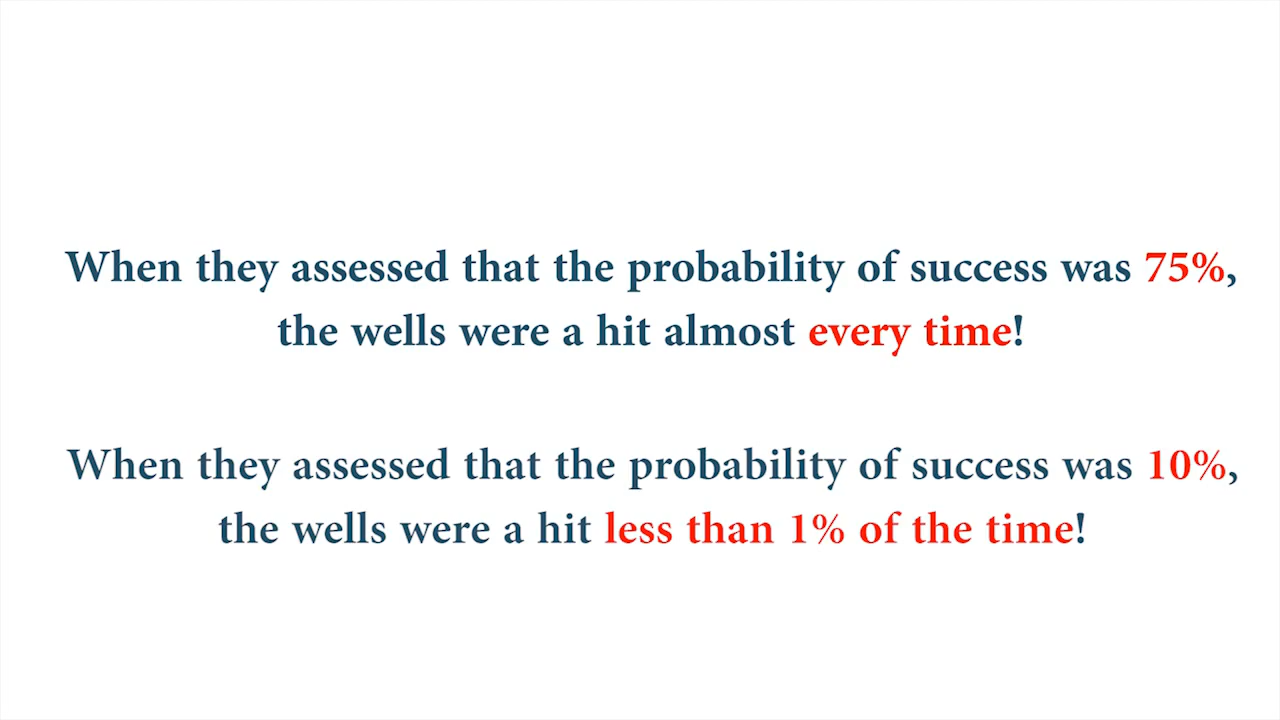 When they assessed that the probability of success was 75%,
the wells were a hit almost every time!
When they assessed that the probability of success was 10%,
the wells were a hit less than 1% of the time!